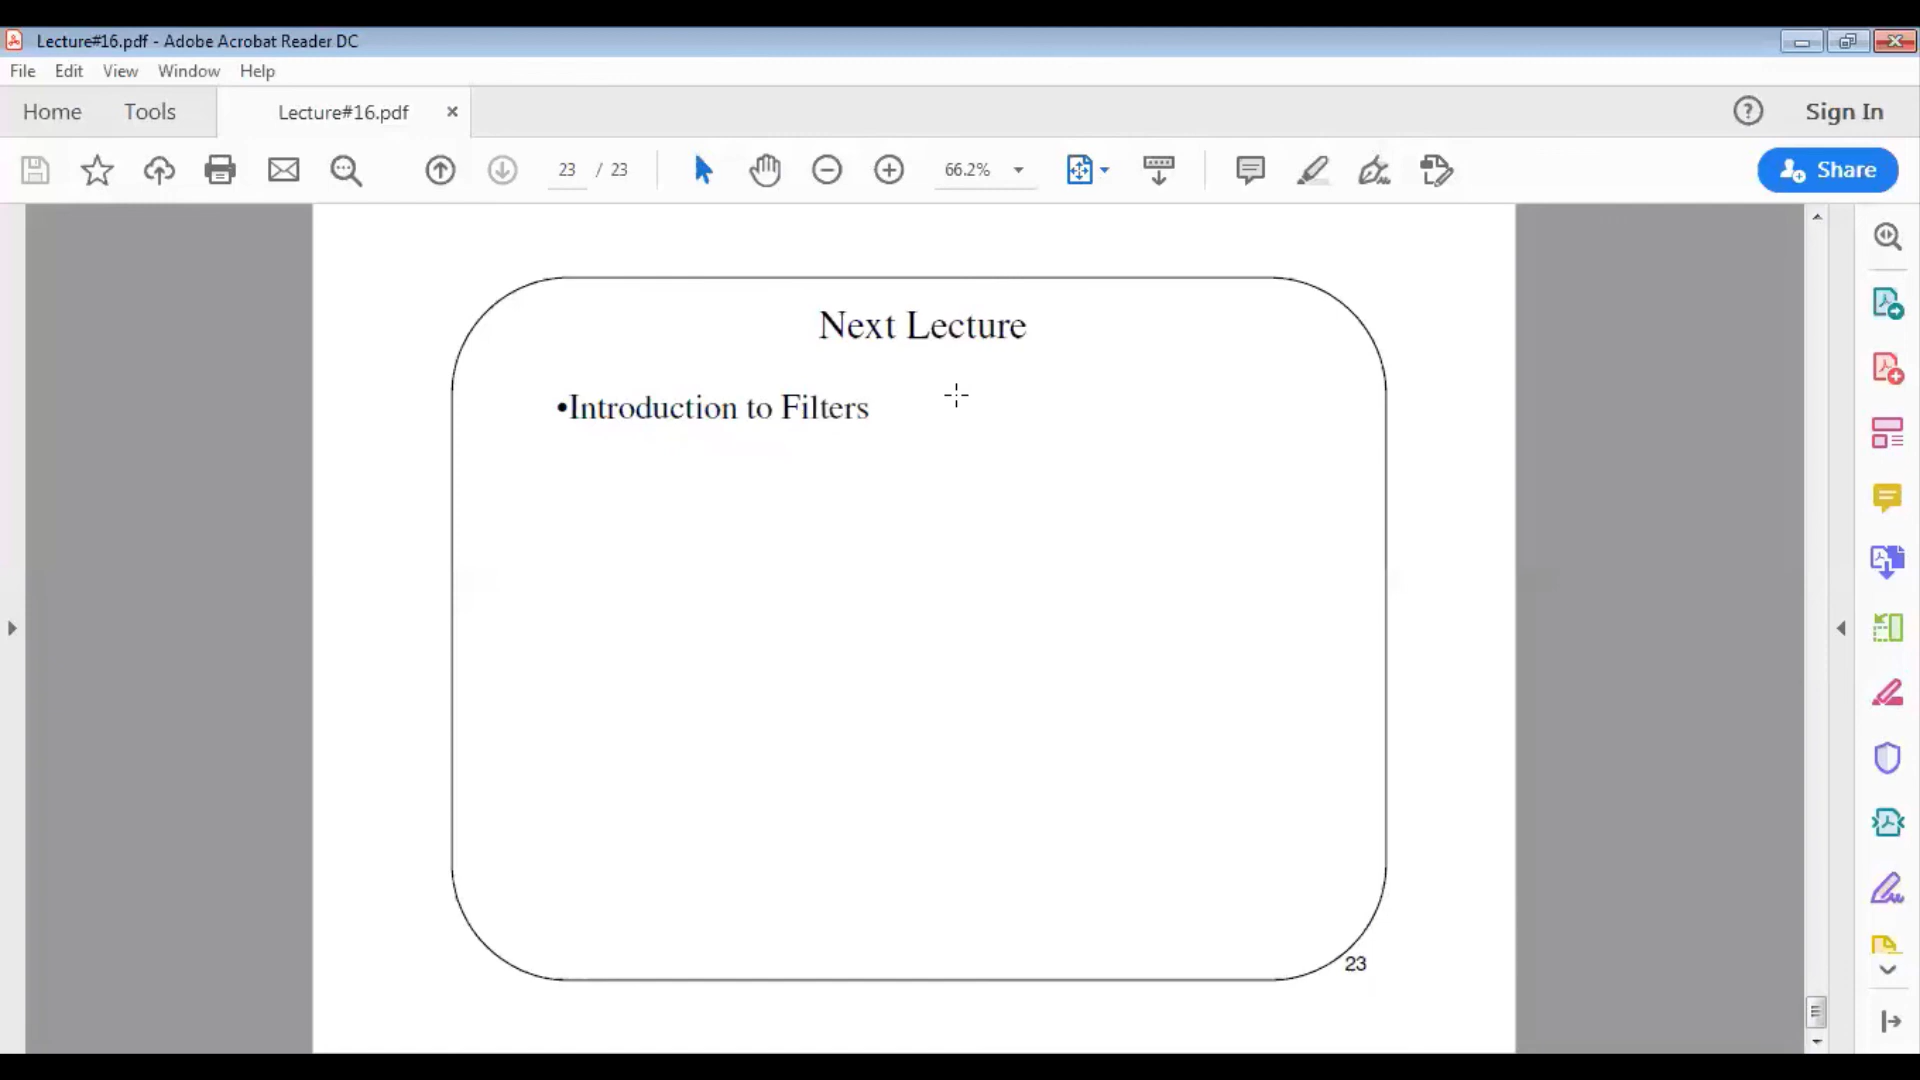 Lecture#16.pdf - Adobe Acrobat Reader DC
File Edit View Window Help
Home Tools Lecture#16.pdf Sign In
23 / 23 66.2% Share
Next Lecture
•Introduction to Filters
23